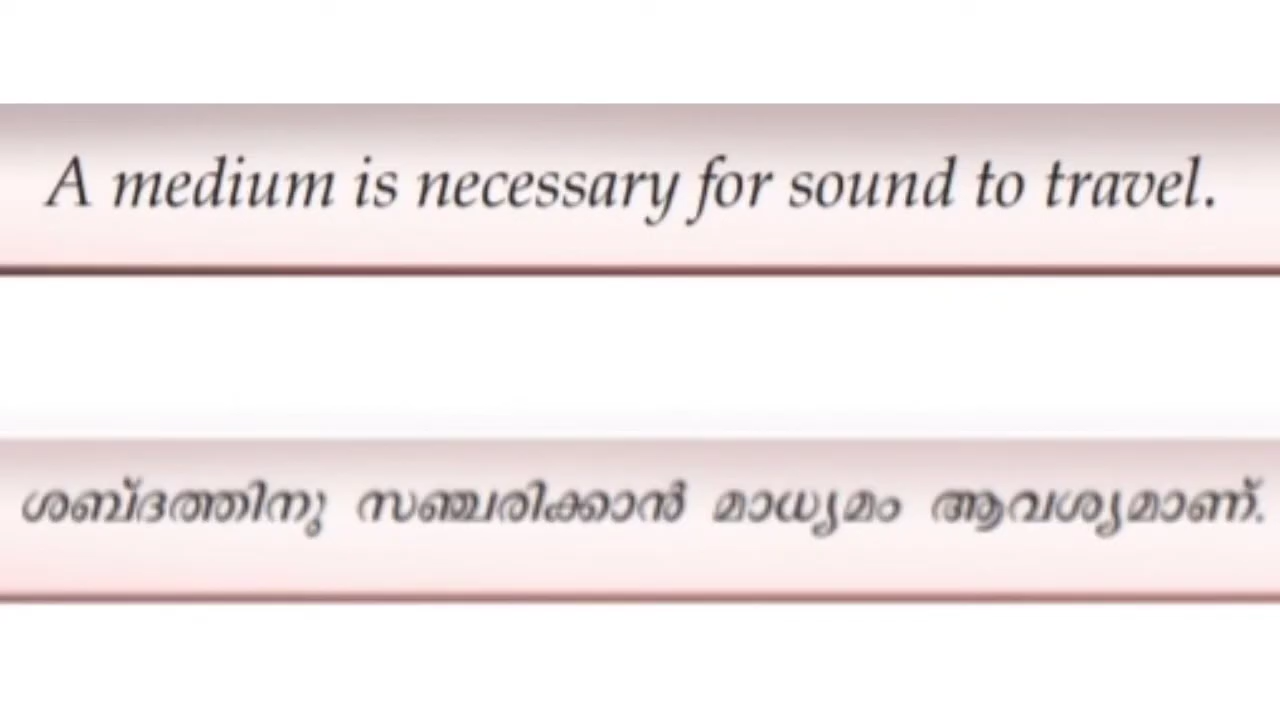 A medium is necessary for sound to travel.
ശബ്ദത്തിനു സഞ്ചരിക്കാൻ മാധ്യമം ആവശ്യമാണ്.